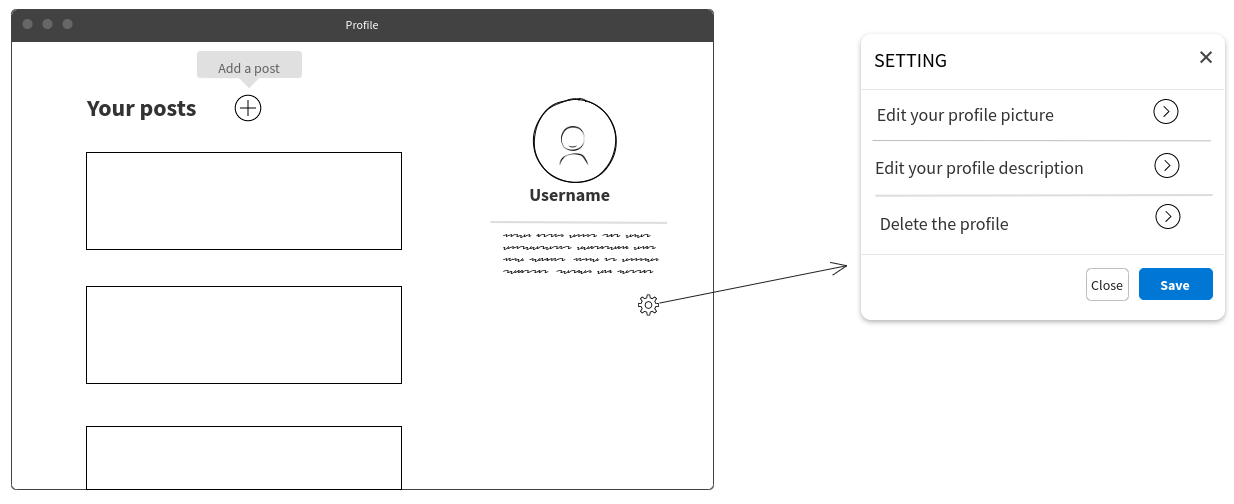 Profile
Add a post
Your posts
Username
SETTING
Edit your profile picture
Edit your profile description
Delete the profile
Close
Save